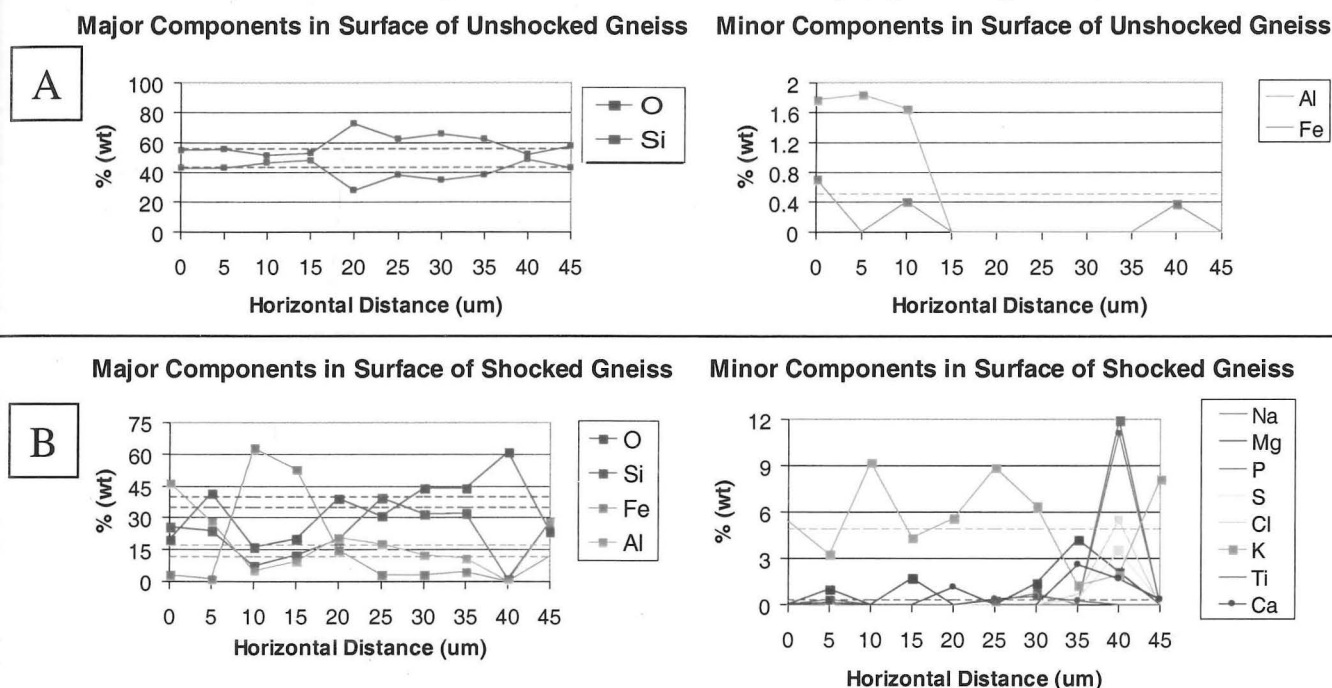 Major Components in Surface of Unshocked Gneiss
A
100
80
60
40
20
0
% (wt)
0 5 10 15 20 25 30 35 40 45
Horizontal Distance (um)
O
Si
Minor Components in Surface of Unshocked Gneiss
2
1.6
1.2
0.8
0.4
0
% (wt)
0 5 10 15 20 25 30 35 40 45
Horizontal Distance (um)
Al
Fe
Major Components in Surface of Shocked Gneiss
B
75
60
45
30
15
0
% (wt)
0 5 10 15 20 25 30 35 40 45
Horizontal Distance (um)
O
Si
Fe
Al
Minor Components in Surface of Shocked Gneiss
12
9
6
3
0
% (wt)
0 5 10 15 20 25 30 35 40 45
Horizontal Distance (um)
Na
Mg
P
S
Cl
K
Ti
Ca